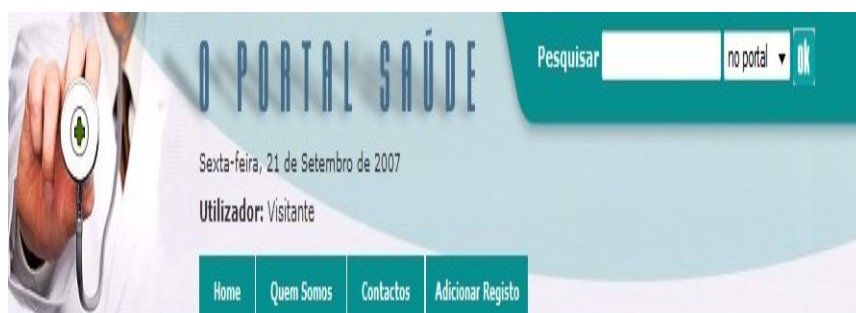 O PORTAL SAÚDE
Pesquisar no portal ok
Sexta-feira, 21 de Setembro de 2007
Utilizador: Visitante
Home Quem Somos Contactos Adicionar Registo